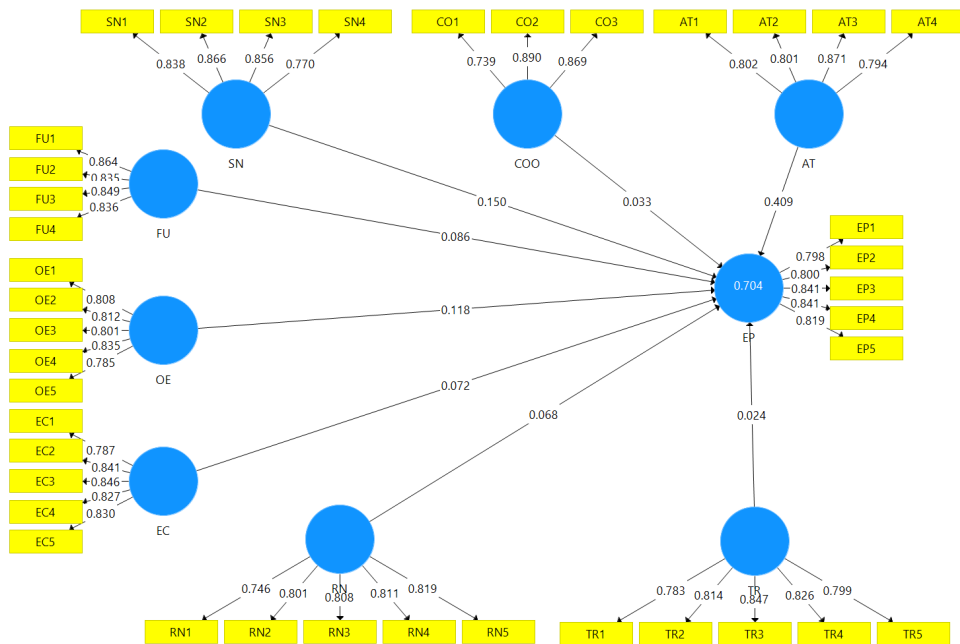 SN1 SN2 SN3 SN4 CO1 CO2 CO3 AT1 AT2 AT3 AT4
0.838 0.866 0.856 0.770
0.739 0.890 0.869
0.802 0.801 0.871 0.794
SN
COO
AT
FU1
FU2
FU3
FU4
0.864
0.835
0.849
0.836
FU
0.150
0.033
0.409
0.086
EP1
EP2
EP3
EP4
EP5
0.798
0.800
0.841
0.841
0.819
0.704
EP
OE1
OE2
OE3
OE4
OE5
0.808
0.812
0.801
0.835
0.785
OE
0.118
EC1
EC2
EC3
EC4
EC5
0.787
0.841
0.846
0.827
0.830
EC
0.072
0.068
0.024
RN
0.746 0.801 0.808 0.811 0.819
RN1 RN2 RN3 RN4 RN5
TR
0.783 0.814 0.847 0.826 0.799
TR1 TR2 TR3 TR4 TR5